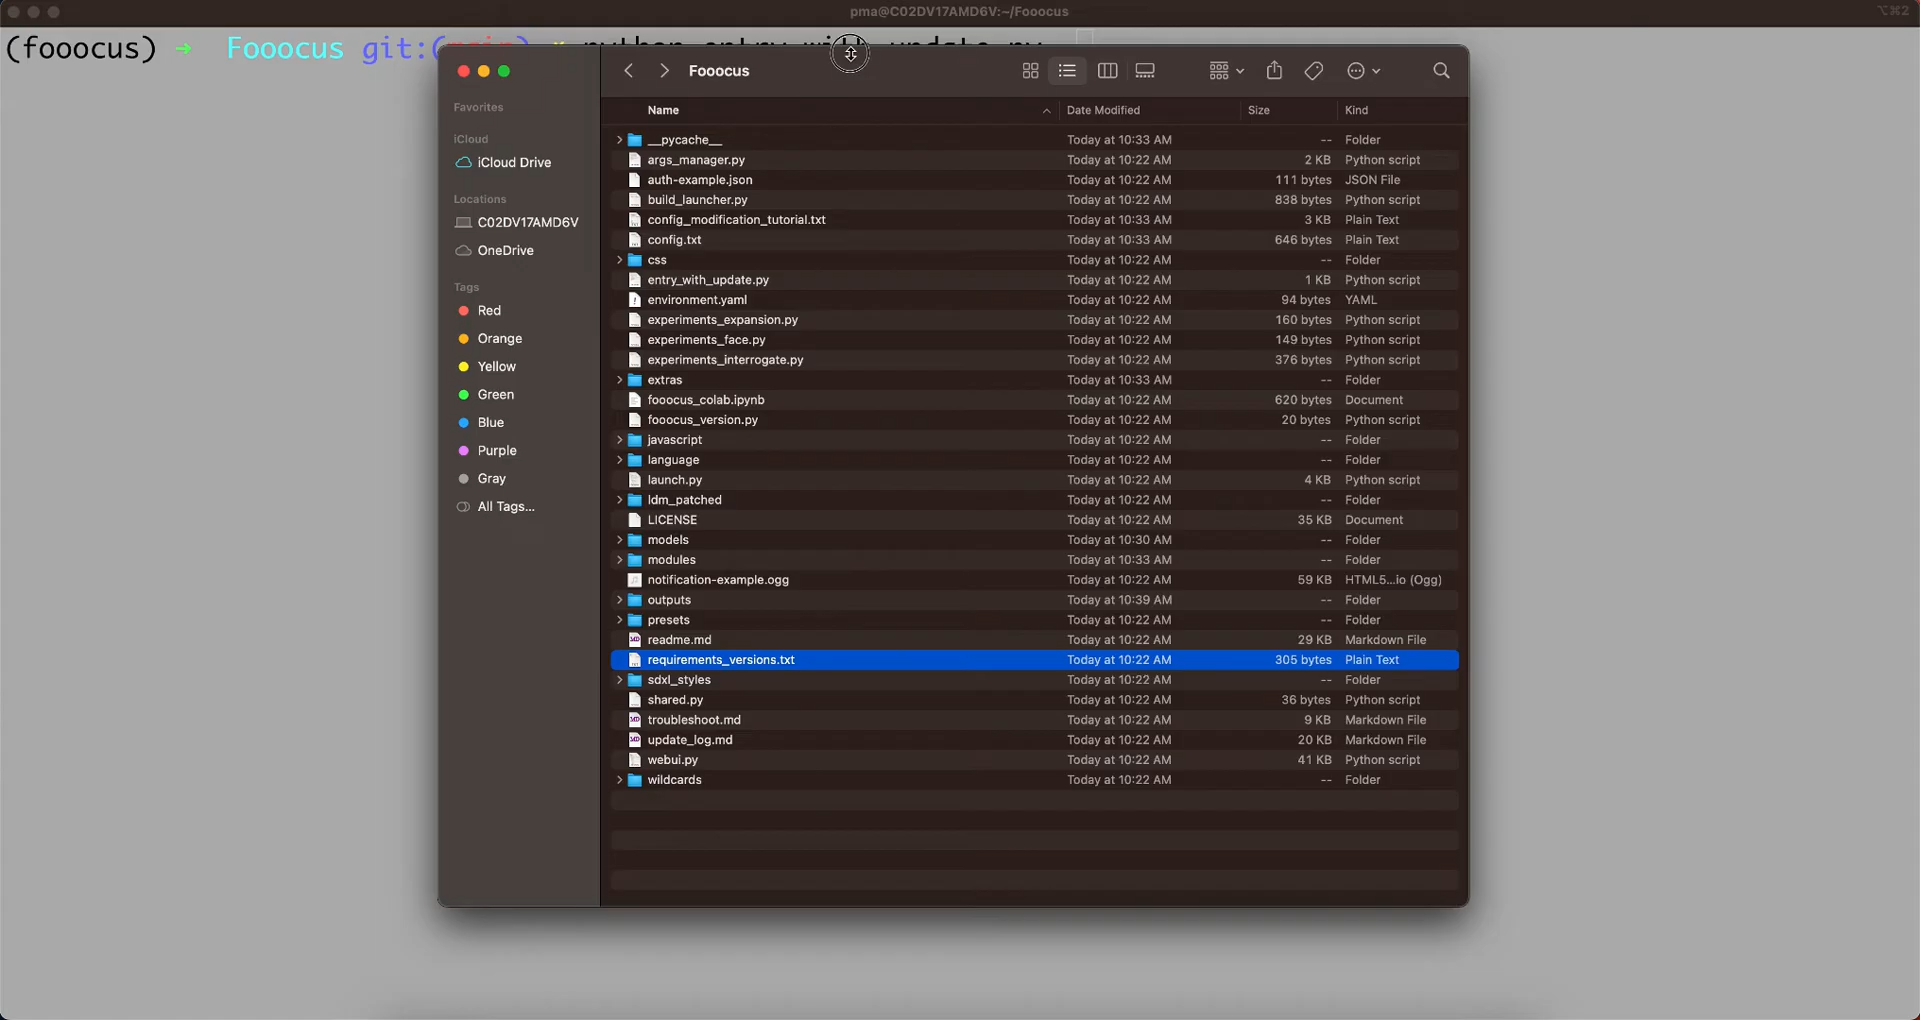 pma@C02DV17AMD6V:~/Fooocus
⌥⌘2
(fooocus) ➜ Fooocus git:(main) ✗ python entry_with_update.py
Fooocus
Favorites
iCloud
iCloud Drive
Locations
C02DV17AMD6V
OneDrive
Tags
Red
Orange
Yellow
Green
Blue
Purple
Gray
All Tags...
Name Date Modified Size Kind
__pycache__ Today at 10:33 AM -- Folder
args_manager.py Today at 10:22 AM 2 KB Python script
auth-example.json Today at 10:22 AM 111 bytes JSON File
build_launcher.py Today at 10:22 AM 838 bytes Python script
config_modification_tutorial.txt Today at 10:33 AM 3 KB Plain Text
config.txt Today at 10:33 AM 646 bytes Plain Text
css Today at 10:22 AM -- Folder
entry_with_update.py Today at 10:22 AM 1 KB Python script
environment.yaml Today at 10:22 AM 94 bytes YAML
experiments_expansion.py Today at 10:22 AM 160 bytes Python script
experiments_face.py Today at 10:22 AM 149 bytes Python script
experiments_interrogate.py Today at 10:22 AM 376 bytes Python script
extras Today at 10:33 AM -- Folder
fooocus_colab.ipynb Today at 10:22 AM 620 bytes Document
fooocus_version.py Today at 10:22 AM 20 bytes Python script
javascript Today at 10:22 AM -- Folder
language Today at 10:22 AM -- Folder
launch.py Today at 10:22 AM 4 KB Python script
ldm_patched Today at 10:22 AM -- Folder
LICENSE Today at 10:22 AM 35 KB Document
models Today at 10:30 AM -- Folder
modules Today at 10:33 AM -- Folder
notification-example.ogg Today at 10:22 AM 59 KB HTML5...io (Ogg)
outputs Today at 10:39 AM -- Folder
presets Today at 10:22 AM -- Folder
readme.md Today at 10:22 AM 29 KB Markdown File
requirements_versions.txt Today at 10:22 AM 305 bytes Plain Text
sdxl_styles Today at 10:22 AM -- Folder
shared.py Today at 10:22 AM 36 bytes Python script
troubleshoot.md Today at 10:22 AM 9 KB Markdown File
update_log.md Today at 10:22 AM 20 KB Markdown File
webui.py Today at 10:22 AM 41 KB Python script
wildcards Today at 10:22 AM -- Folder